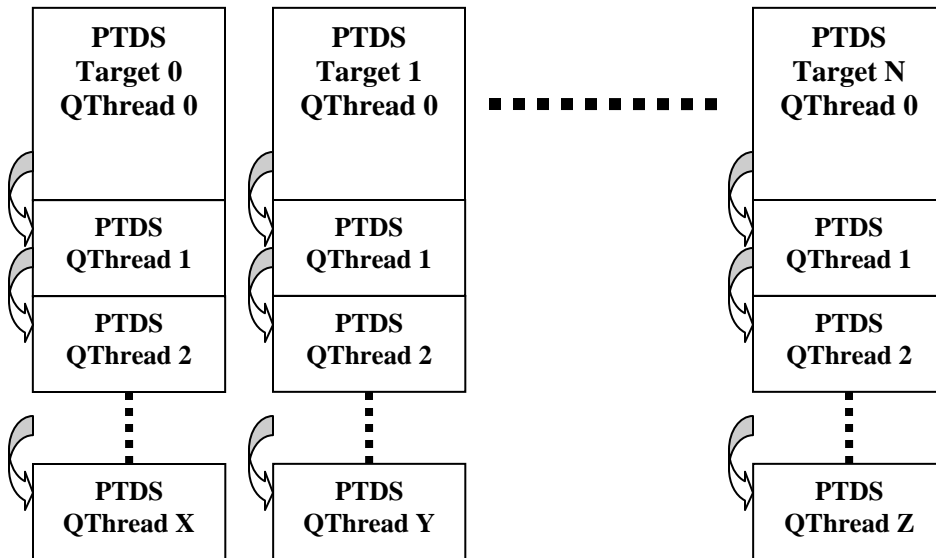 PTDS
Target 0
QThread 0
PTDS
Target 1
QThread 0
PTDS
Target N
QThread 0
PTDS
QThread 1
PTDS
QThread 1
PTDS
QThread 1
PTDS
QThread 2
PTDS
QThread 2
PTDS
QThread 2
PTDS
QThread X
PTDS
QThread Y
PTDS
QThread Z